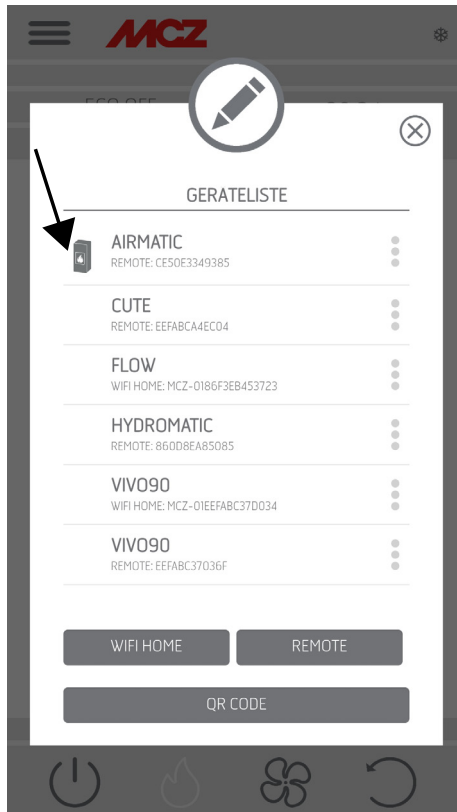 MCZ
GERATELISTE
AIRMATIC
REMOTE: CE50E3349385
CUTE
REMOTE: EEFABCA4EC04
FLOW
WIFI HOME: MCZ-0186F3EB453723
HYDROMATIC
REMOTE: 860D8EA85085
VIVO90
WIFI HOME: MCZ-01EEFABC37D034
VIVO90
REMOTE: EEFABC37036F
WIFI HOME
REMOTE
QR CODE